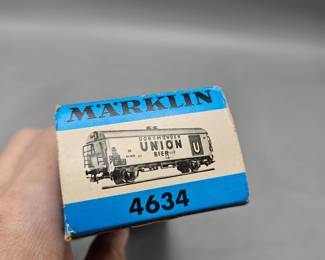 MÄRKLIN
DORTMUNDER
UNION
BIER
U
4634